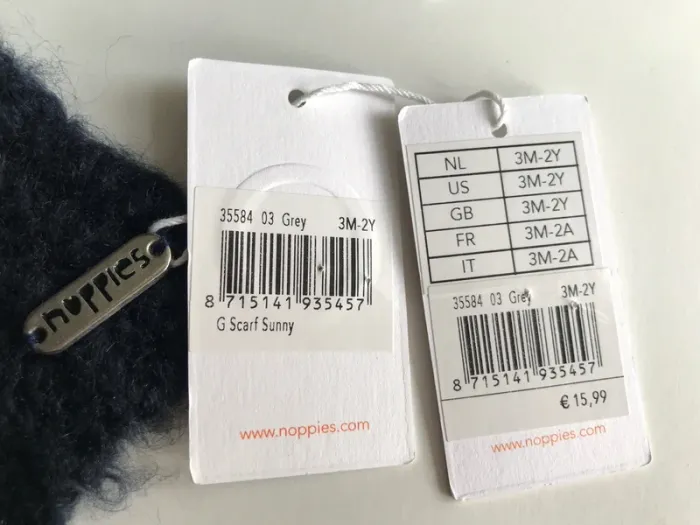 noppies
35584 03 Grey 3M-2Y
8 715141 935457
G Scarf Sunny
www.noppies.com
NL 3M-2Y
US 3M-2Y
GB 3M-2Y
FR 3M-2A
IT 3M-2A
35584 03 Grey 3M-2Y
8 715141 935457
€ 15,99
www.noppies.com